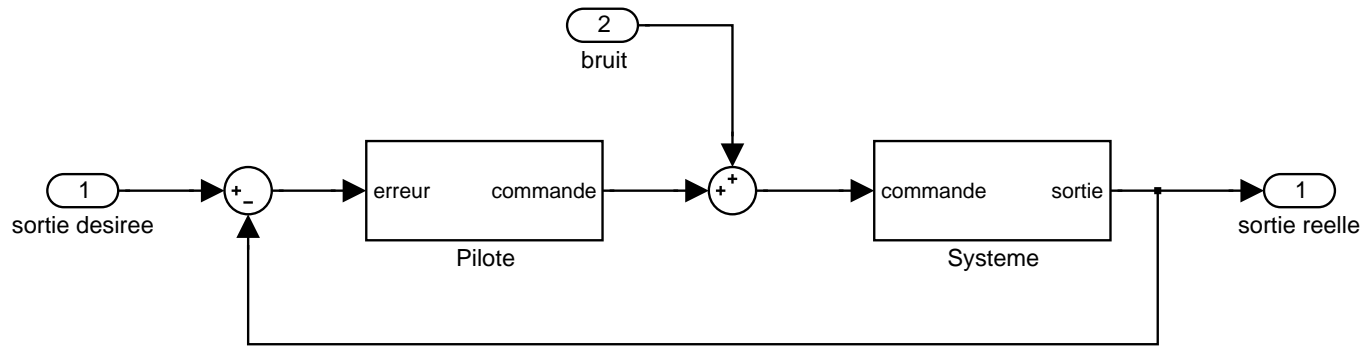 2
bruit
1
sortie desiree
+
−
erreur
commande
Pilote
+
+
commande
sortie
Systeme
1
sortie reelle